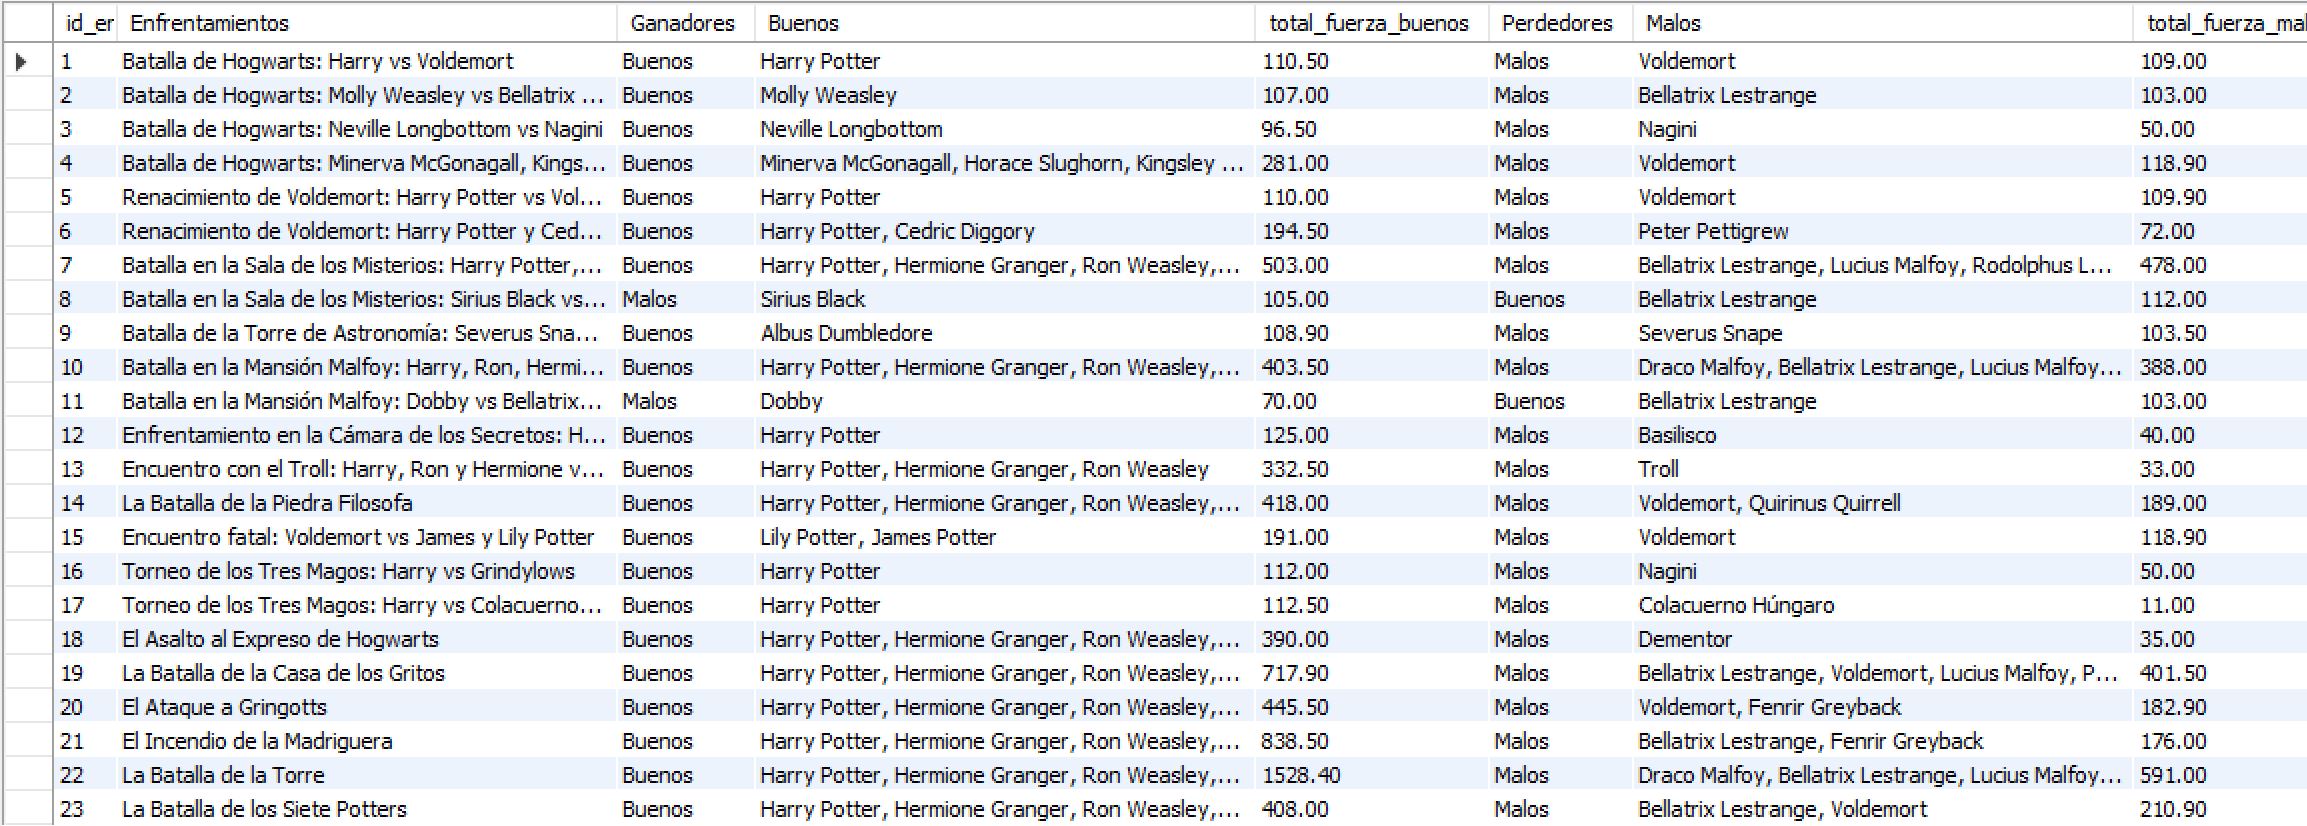 id_er Enfrentamientos Ganadores Buenos total_fuerza_buenos Perdedores Malos total_fuerza_mal
1 Batalla de Hogwarts: Harry vs Voldemort Buenos Harry Potter 110.50 Malos Voldemort 109.00
2 Batalla de Hogwarts: Molly Weasley vs Bellatrix ... Buenos Molly Weasley 107.00 Malos Bellatrix Lestrange 103.00
3 Batalla de Hogwarts: Neville Longbottom vs Nagini Buenos Neville Longbottom 96.50 Malos Nagini 50.00
4 Batalla de Hogwarts: Minerva McGonagall, Kings... Buenos Minerva McGonagall, Horace Slughorn, Kingsley ... 281.00 Malos Voldemort 118.90
5 Renacimiento de Voldemort: Harry Potter vs Vol... Buenos Harry Potter 110.00 Malos Voldemort 109.90
6 Renacimiento de Voldemort: Harry Potter y Ced... Buenos Harry Potter, Cedric Diggory 194.50 Malos Peter Pettigrew 72.00
7 Batalla en la Sala de los Misterios: Harry Potter,... Buenos Harry Potter, Hermione Granger, Ron Weasley,... 503.00 Malos Bellatrix Lestrange, Lucius Malfoy, Rodolphus L... 478.00
8 Batalla en la Sala de los Misterios: Sirius Black vs... Malos Sirius Black 105.00 Buenos Bellatrix Lestrange 112.00
9 Batalla de la Torre de Astronomía: Severus Sna... Buenos Albus Dumbledore 108.90 Malos Severus Snape 103.50
10 Batalla en la Mansión Malfoy: Harry, Ron, Hermi... Buenos Harry Potter, Hermione Granger, Ron Weasley,... 403.50 Malos Draco Malfoy, Bellatrix Lestrange, Lucius Malfoy... 388.00
11 Batalla en la Mansión Malfoy: Dobby vs Bellatrix... Malos Dobby 70.00 Buenos Bellatrix Lestrange 103.00
12 Enfrentamiento en la Cámara de los Secretos: H... Buenos Harry Potter 125.00 Malos Basilisco 40.00
13 Encuentro con el Troll: Harry, Ron y Hermione v... Buenos Harry Potter, Hermione Granger, Ron Weasley 332.50 Malos Troll 33.00
14 La Batalla de la Piedra Filosofa Buenos Harry Potter, Hermione Granger, Ron Weasley,... 418.00 Malos Voldemort, Quirinus Quirrell 189.00
15 Encuentro fatal: Voldemort vs James y Lily Potter Buenos Lily Potter, James Potter 191.00 Malos Voldemort 118.90
16 Torneo de los Tres Magos: Harry vs Grindylows Buenos Harry Potter 112.00 Malos Nagini 50.00
17 Torneo de los Tres Magos: Harry vs Colacuerno... Buenos Harry Potter 112.50 Malos Colacuerno Húngaro 11.00
18 El Asalto al Expreso de Hogwarts Buenos Harry Potter, Hermione Granger, Ron Weasley,... 390.00 Malos Dementor 35.00
19 La Batalla de la Casa de los Gritos Buenos Harry Potter, Hermione Granger, Ron Weasley,... 717.90 Malos Bellatrix Lestrange, Voldemort, Lucius Malfoy, P... 401.50
20 El Ataque a Gringotts Buenos Harry Potter, Hermione Granger, Ron Weasley,... 445.50 Malos Voldemort, Fenrir Greyback 182.90
21 El Incendio de la Madriguera Buenos Harry Potter, Hermione Granger, Ron Weasley,... 838.50 Malos Bellatrix Lestrange, Fenrir Greyback 176.00
22 La Batalla de la Torre Buenos Harry Potter, Hermione Granger, Ron Weasley,... 1528.40 Malos Draco Malfoy, Bellatrix Lestrange, Lucius Malfoy... 591.00
23 La Batalla de los Siete Potters Buenos Harry Potter, Hermione Granger, Ron Weasley,... 408.00 Malos Bellatrix Lestrange, Voldemort 210.90